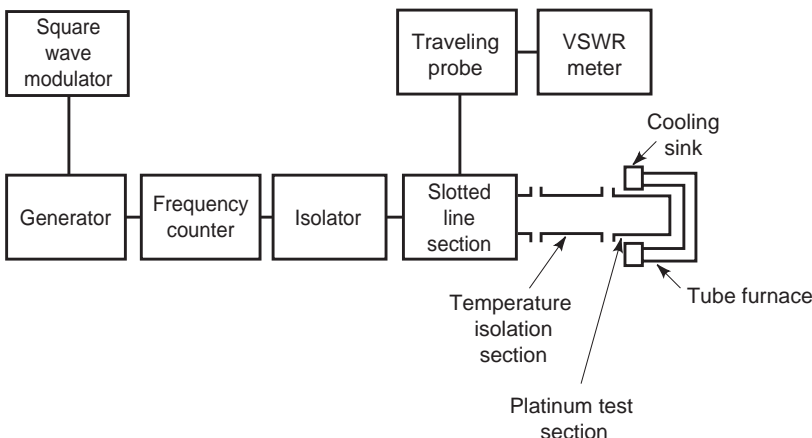 Square
wave
modulator
Traveling
probe
VSWR
meter
Cooling
sink
Generator
Frequency
counter
Isolator
Slotted
line
section
Temperature
isolation
section
Tube furnace
Platinum test
section